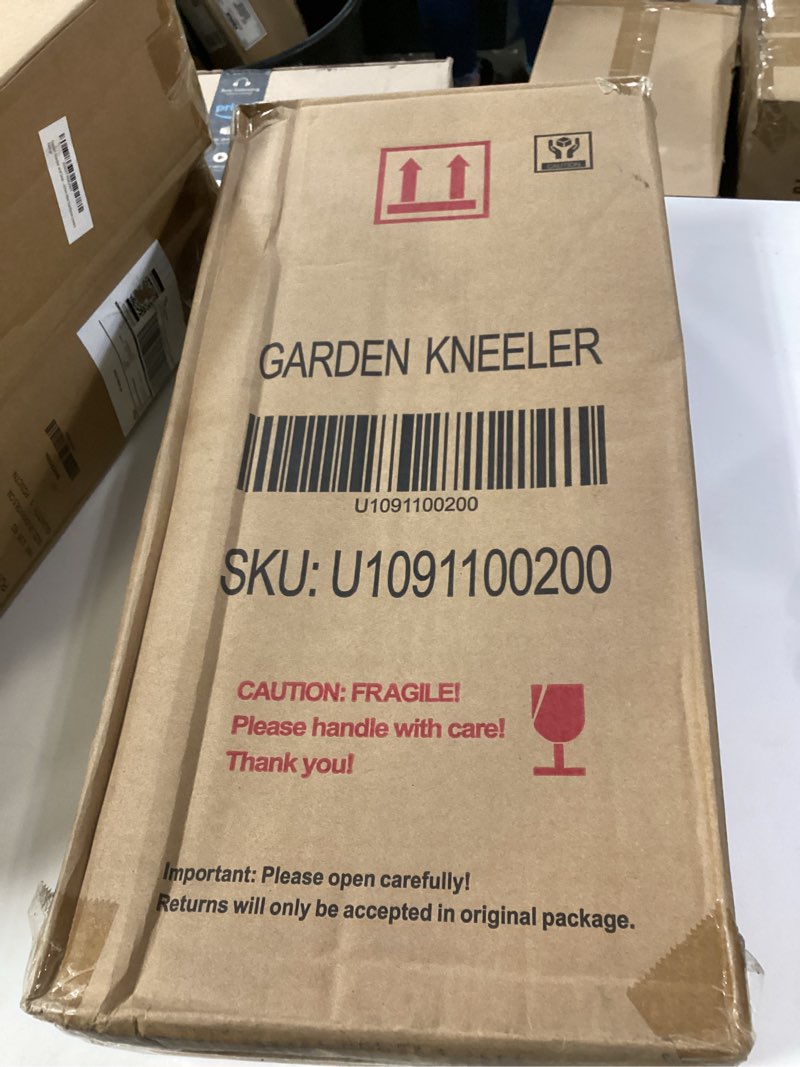 CAUTION
GARDEN KNEELER
U1091100200
SKU: U1091100200
CAUTION: FRAGILE!
Please handle with care!
Thank you!
Important: Please open carefully!
Returns will only be accepted in original package.